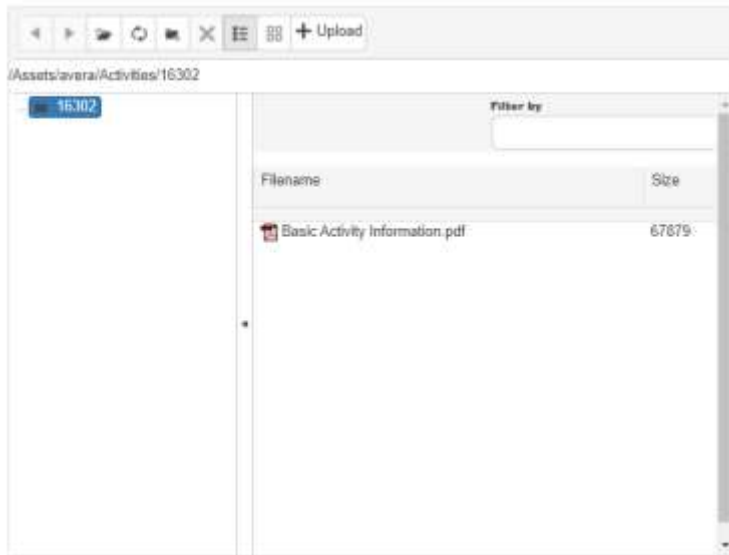 + Upload
/Assets/avera/Activities/16302
16302
Filter by
Filename Size
Basic Activity Information.pdf 67879